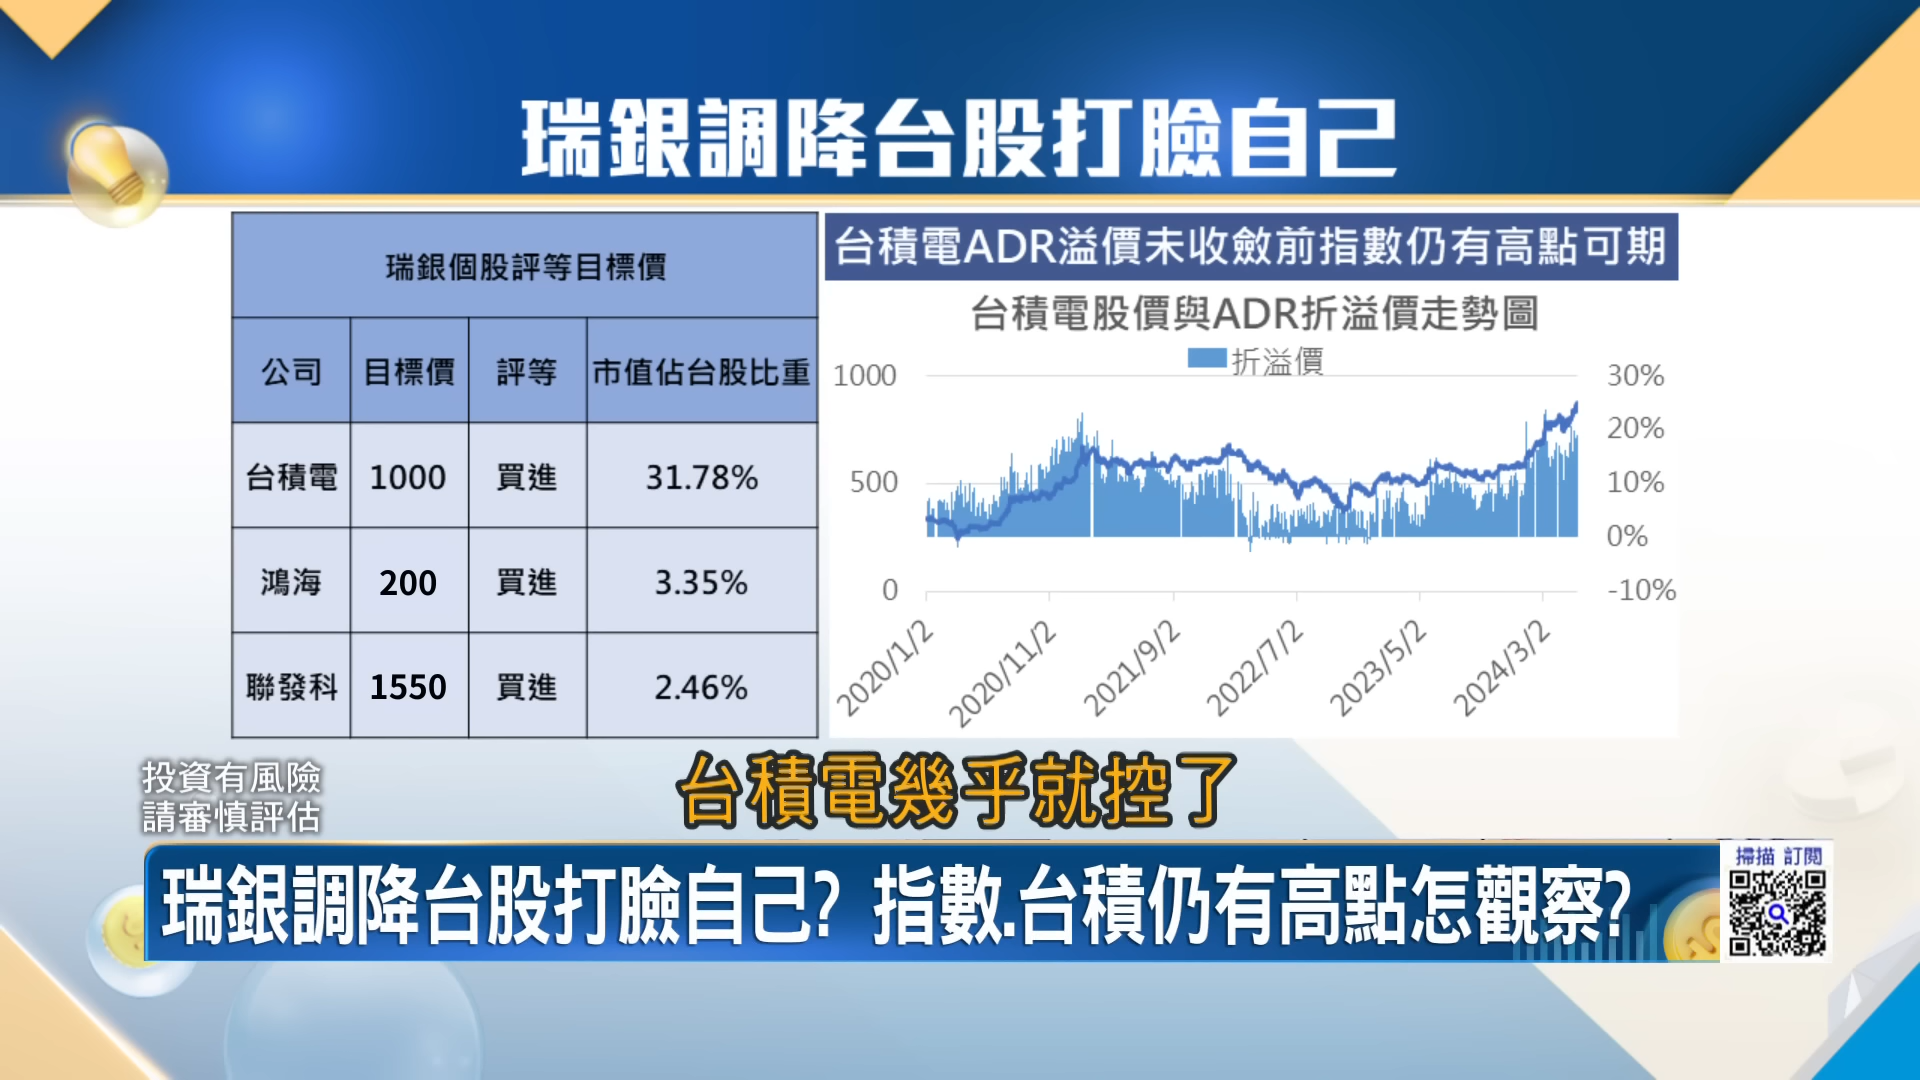 瑞銀調降台股打臉自己
瑞銀個股評等目標價
公司 目標價 評等 市值佔台股比重
台積電 1000 買進 31.78%
鴻海 200 買進 3.35%
聯發科 1550 買進 2.46%
台積電ADR溢價未收斂前指數仍有高點可期
台積電股價與ADR折溢價走勢圖
折溢價
1000
500
0
30%
20%
10%
0%
-10%
2020/1/2
2020/11/2
2021/9/2
2022/7/2
2023/5/2
2024/3/2
投資有風險
請審慎評估
台積電幾乎就控了
瑞銀調降台股打臉自己? 指數.台積仍有高點怎觀察?
掃描 訂閱